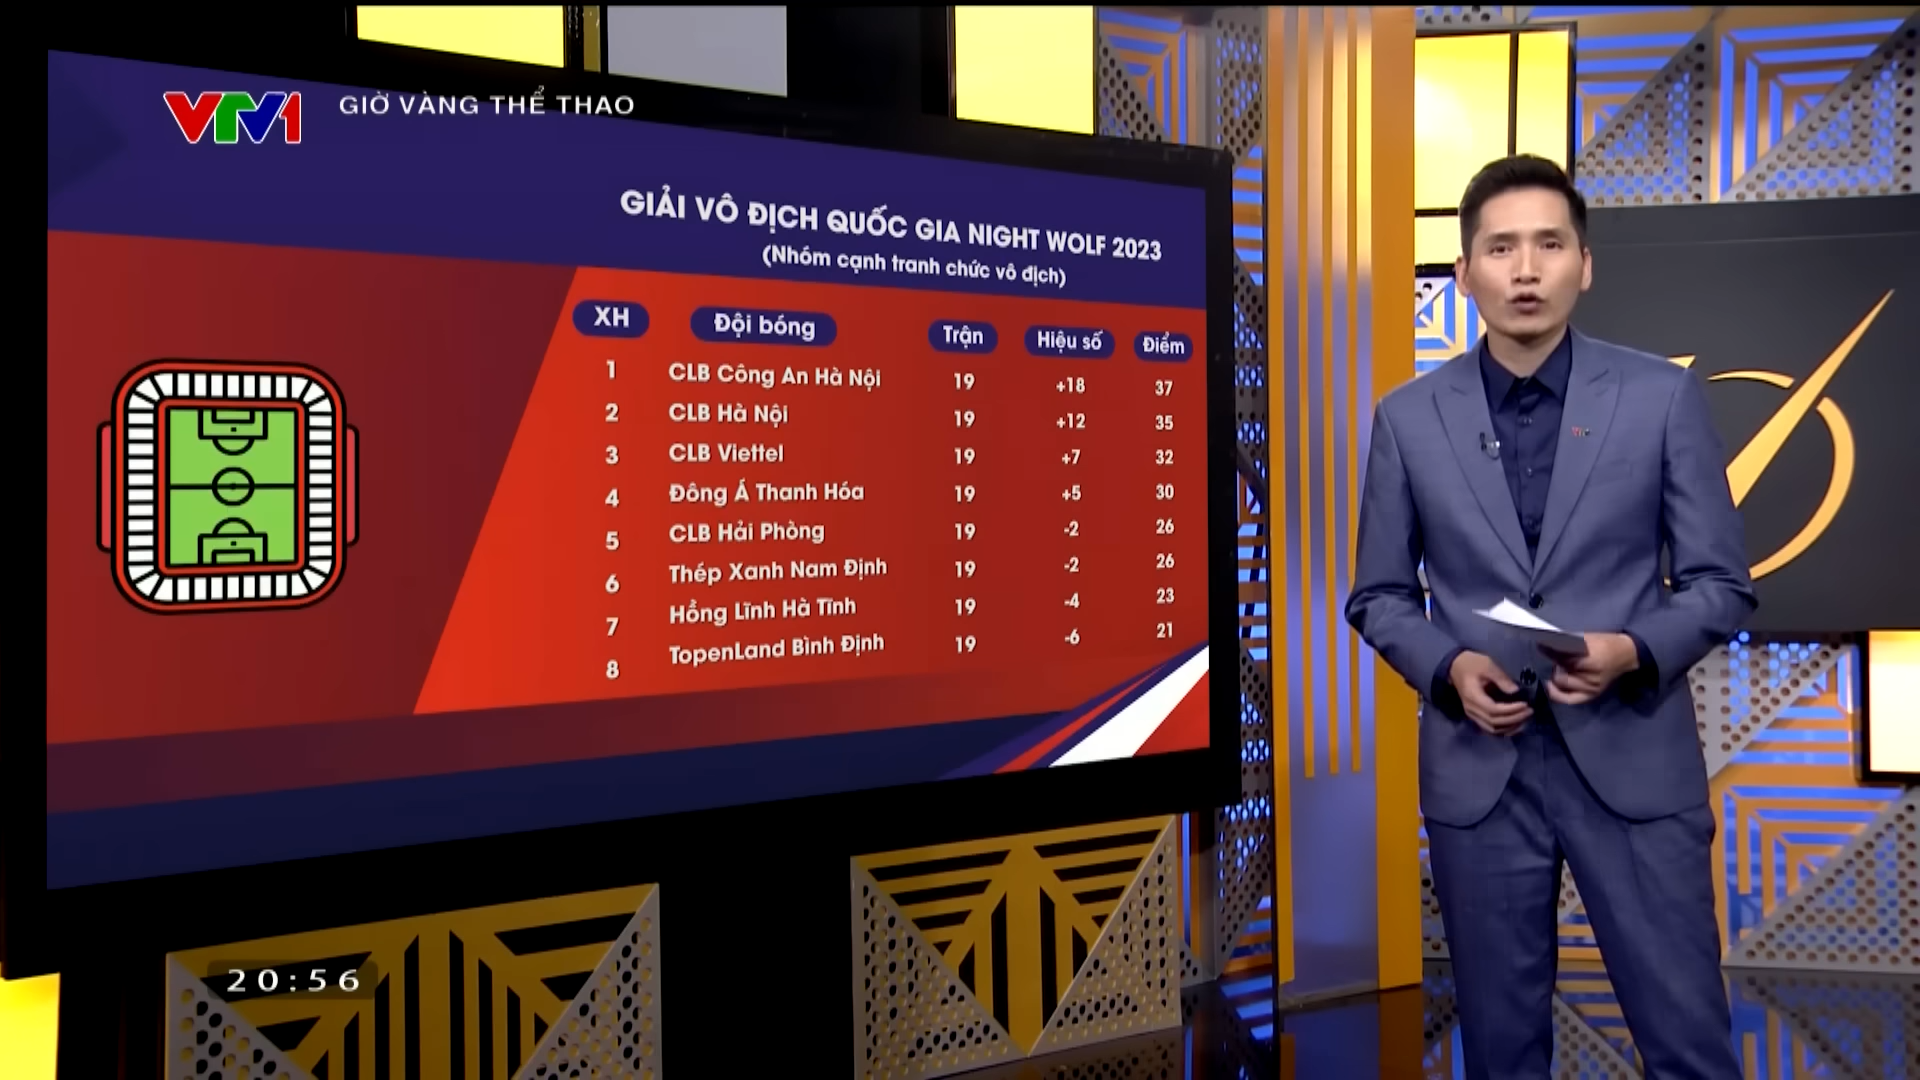 VTV1 GIỜ VÀNG THỂ THAO
GIẢI VÔ ĐỊCH QUỐC GIA NIGHT WOLF 2023
(Nhóm cạnh tranh chức vô địch)
XH Đội bóng Trận Hiệu số Điểm
1 CLB Công An Hà Nội 19 +18 37
2 CLB Hà Nội 19 +12 35
3 CLB Viettel 19 +7 32
4 Đông Á Thanh Hóa 19 +5 30
5 CLB Hải Phòng 19 -2 26
6 Thép Xanh Nam Định 19 -2 26
7 Hồng Lĩnh Hà Tĩnh 19 -4 23
8 TopenLand Bình Định 19 -6 21
20:56